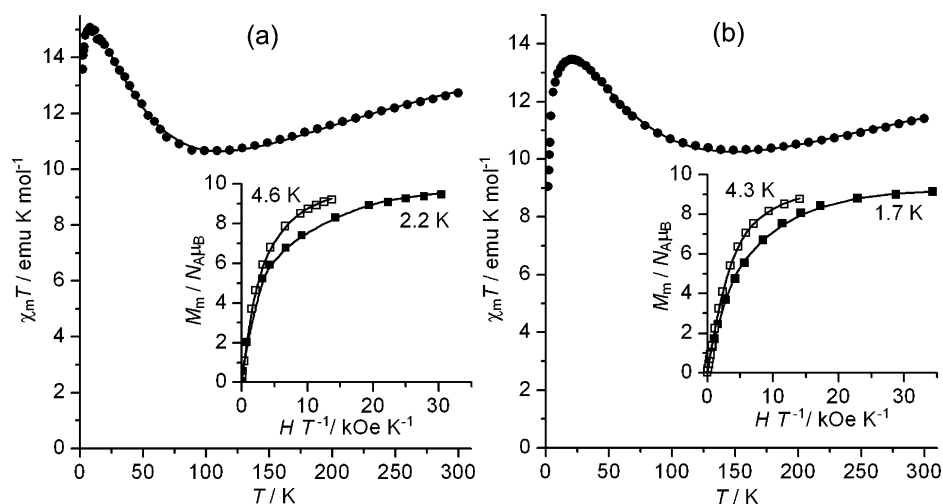 (a)
χₘT / emu K mol⁻¹
14
12
10
8
6
4
2
0
0 50 100 150 200 250 300
T / K
Mₘ / N_Aμ_B
10
8
6
4
2
0
0 10 20 30
H T⁻¹/ kOe K⁻¹
4.6 K
2.2 K
(b)
χₘT / emu K mol⁻¹
14
12
10
8
6
4
2
0
0 50 100 150 200 250 300
T / K
Mₘ / N_Aμ_B
10
8
6
4
2
0
0 10 20 30
H T⁻¹/ kOe K⁻¹
4.3 K
1.7 K